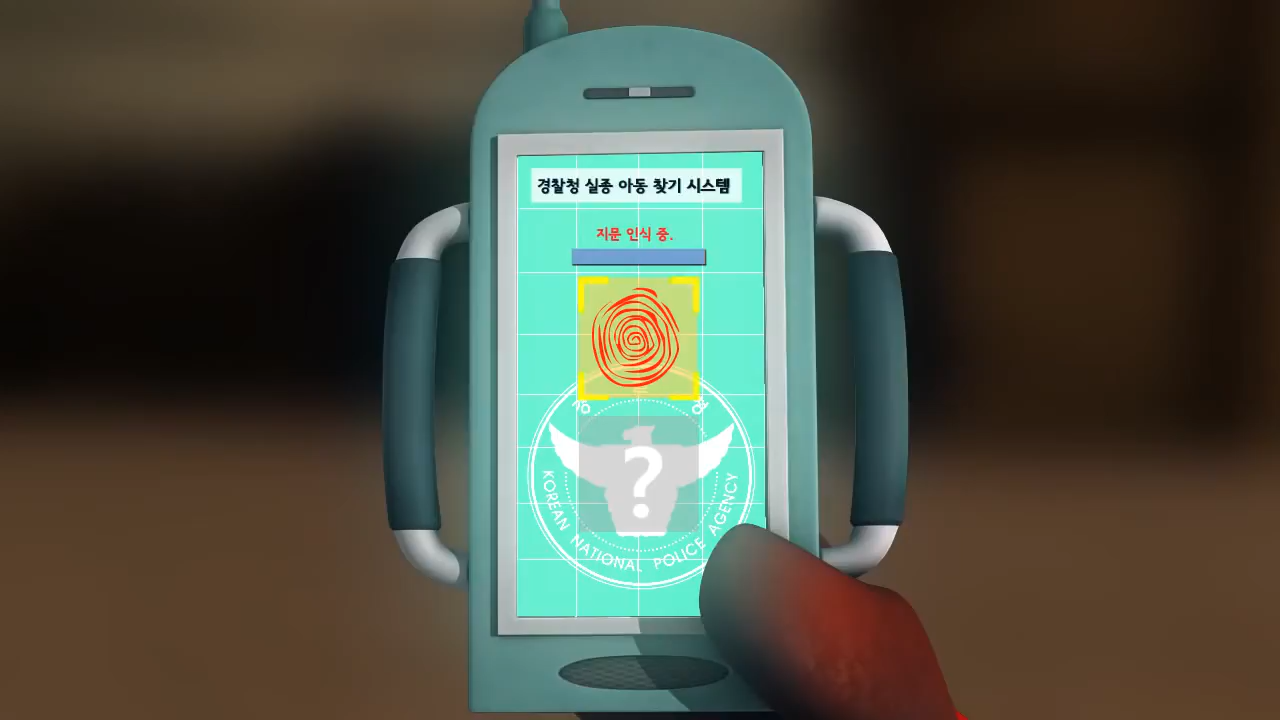 경찰청 실종 아동 찾기 시스템
지문 인식 중.
?
KOREAN NATIONAL POLICE AGENCY